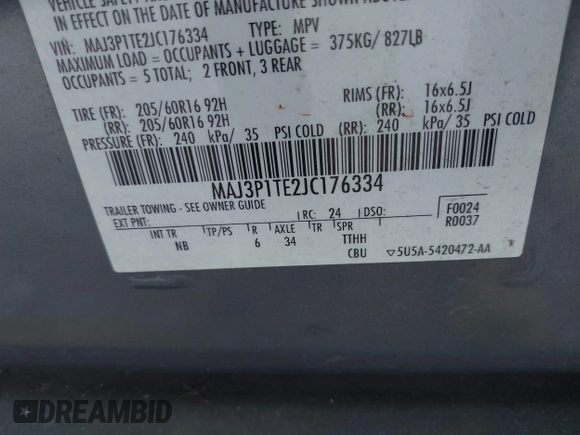 VEHICLE SAFETY AND
IN EFFECT ON THE DATE OF MANUFACTURE SHOWN ABOVE
VIN: MAJ3P1TE2JC176334 TYPE: MPV
MAXIMUM LOAD = OCCUPANTS + LUGGAGE = 375KG/ 827LB
OCCUPANTS = 5 TOTAL; 2 FRONT, 3 REAR
TIRE (FR): 205/60R16 92H RIMS (FR): 16x6.5J
(RR): 205/60R16 92H (RR): 16x6.5J
PRESSURE (FR): 240 kPa/ 35 PSI COLD (RR): 240 kPa/ 35 PSI COLD
MAJ3P1TE2JC176334
TRAILER TOWING - SEE OWNER GUIDE
EXT PNT: RC: 24 DSO: F0024
R0037
INT TR TP/PS R AXLE TR SPR
NB 6 34 TTHH
CBU 5U5A-5420472-AA
DREAMBID